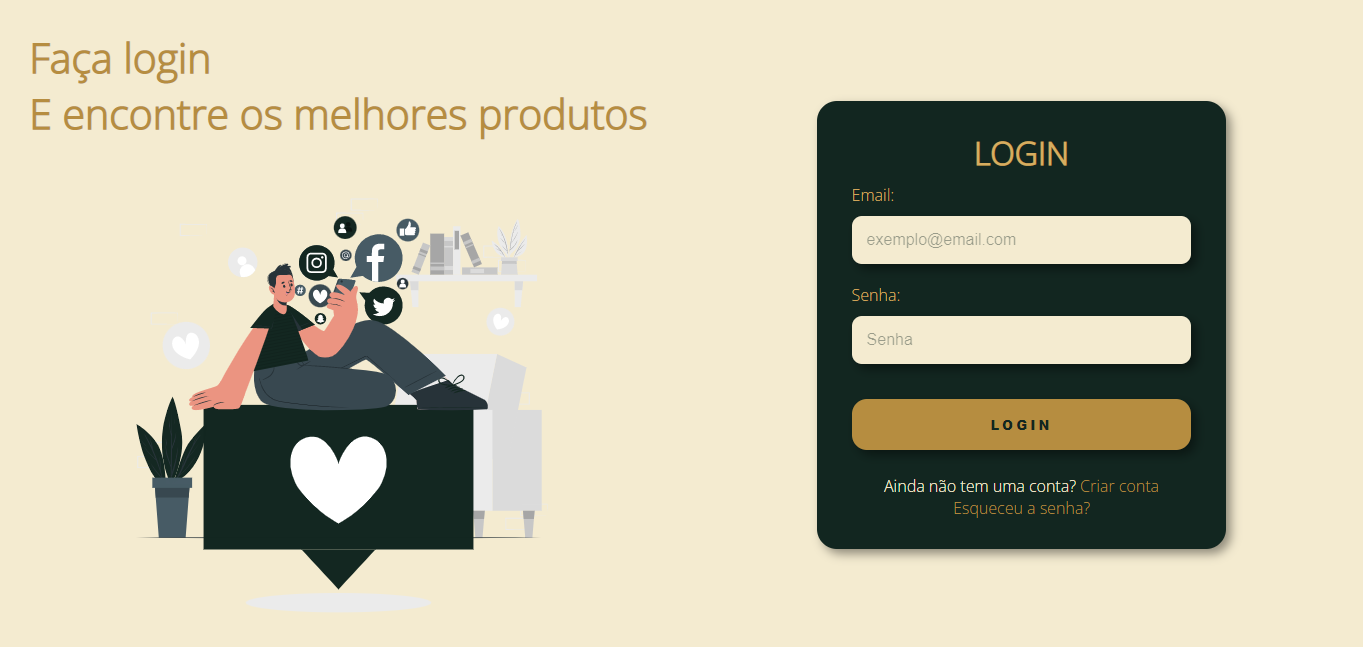 Faça login
E encontre os melhores produtos
LOGIN
Email:
exemplo@email.com
Senha:
Senha
LOGIN
Ainda não tem uma conta? Criar conta
Esqueceu a senha?